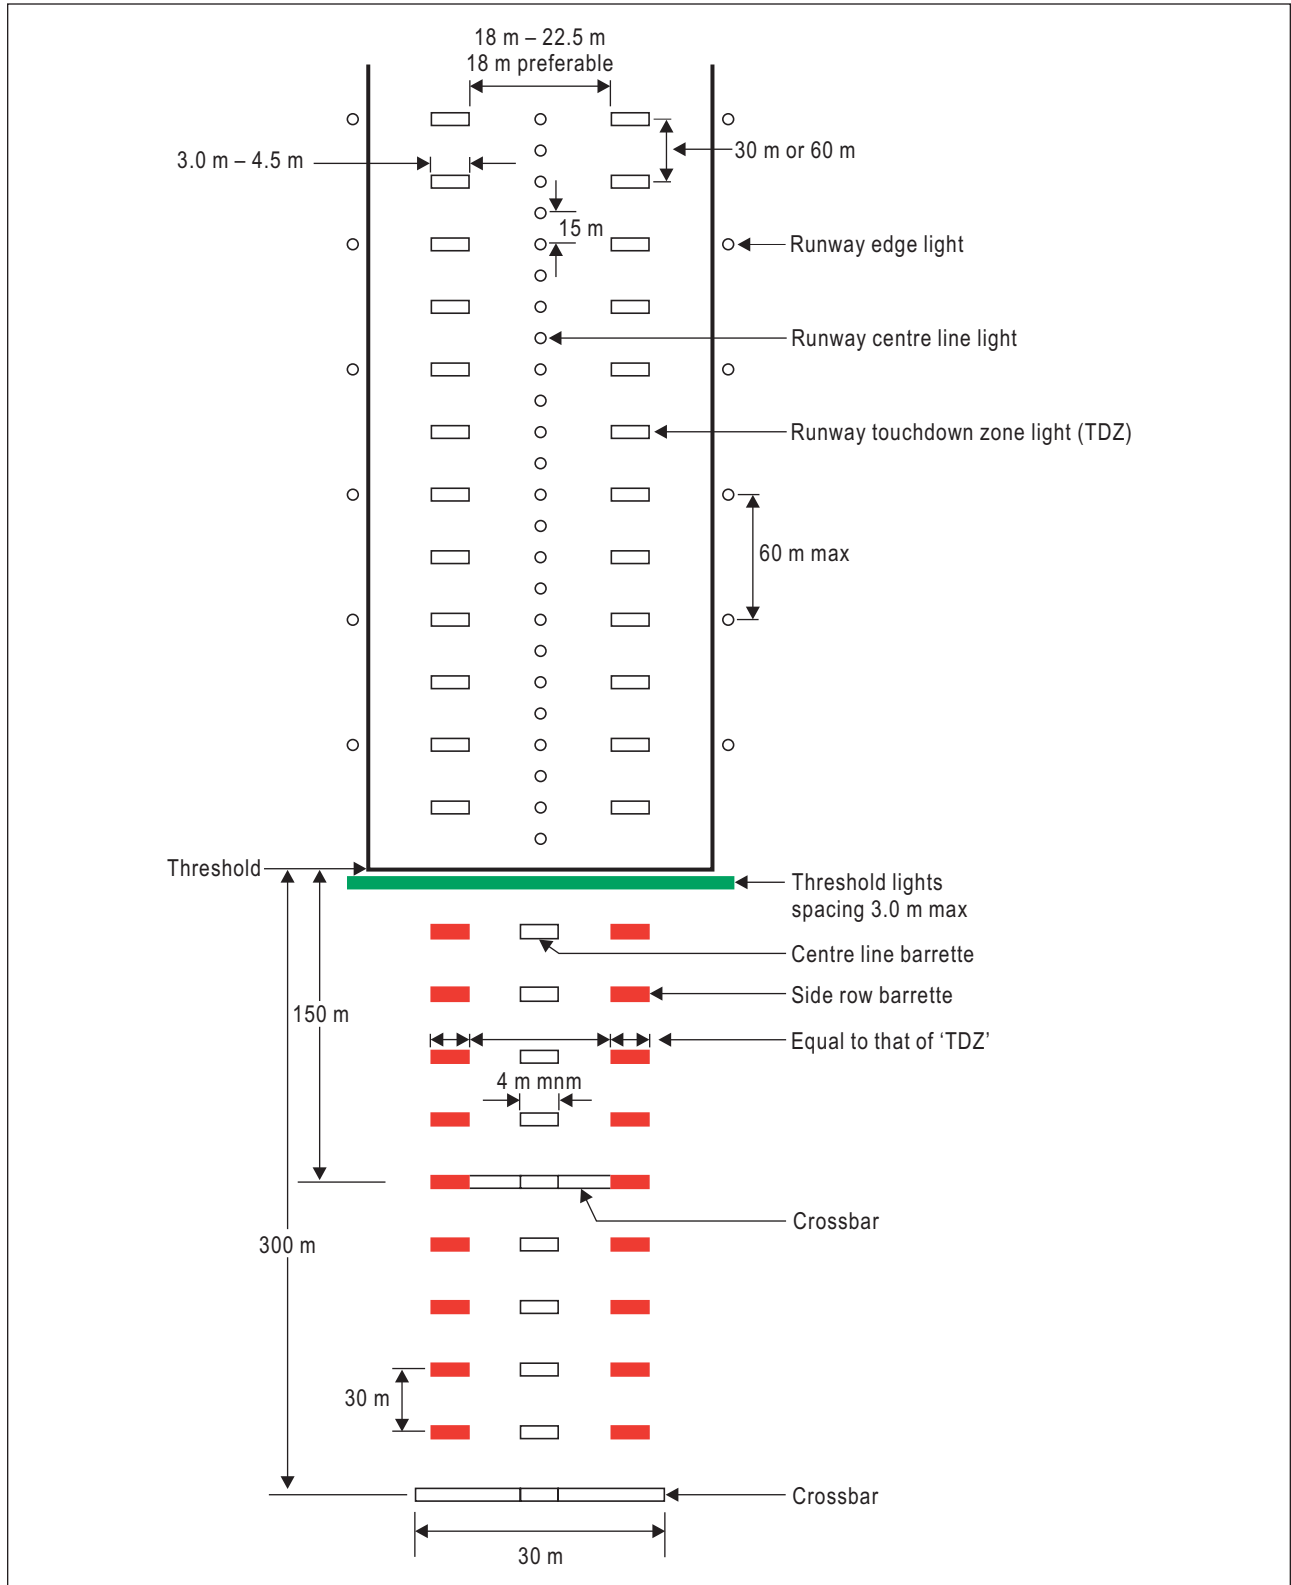 18 m – 22.5 m
18 m preferable
3.0 m – 4.5 m
30 m or 60 m
15 m
Runway edge light
Runway centre line light
Runway touchdown zone light (TDZ)
60 m max
Threshold
Threshold lights
spacing 3.0 m max
Centre line barrette
Side row barrette
150 m
Equal to that of ‘TDZ’
4 m mnm
Crossbar
300 m
30 m
Crossbar
30 m